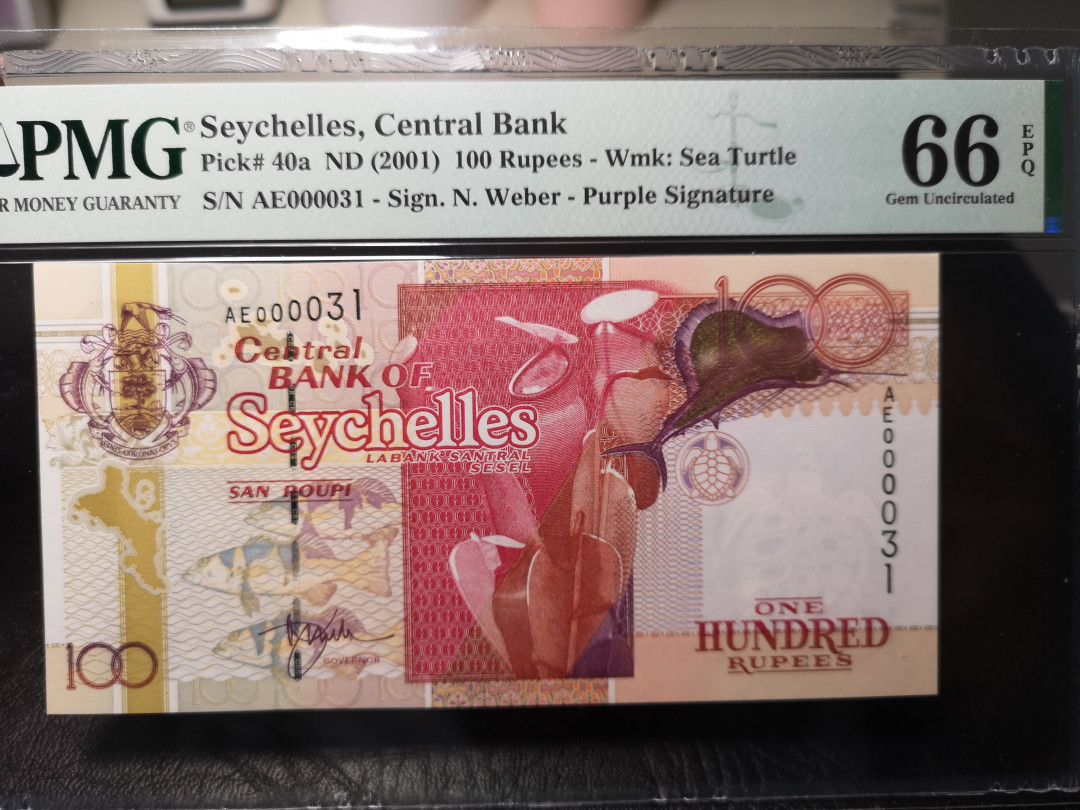 PMG®
R MONEY GUARANTY
Seychelles, Central Bank
Pick# 40a ND (2001) 100 Rupees - Wmk: Sea Turtle
S/N AE000031 - Sign. N. Weber - Purple Signature
66
EPQ
Gem Uncirculated
AE000031
100
Central
BANK OF
Seychelles
LABANK SANTRAL
SESEL
SAN ROUPI
AE000031
GOVERNOR
100
ONE
HUNDRED
RUPEES